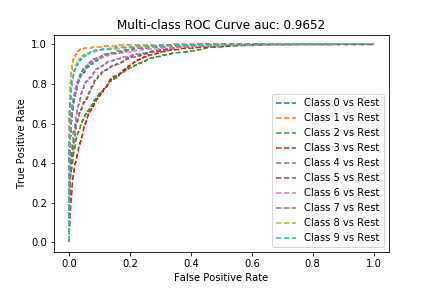 Multi-class ROC Curve auc: 0.9652
True Positive Rate
1.0
0.8
0.6
0.4
0.2
0.0
Class 0 vs Rest
Class 1 vs Rest
Class 2 vs Rest
Class 3 vs Rest
Class 4 vs Rest
Class 5 vs Rest
Class 6 vs Rest
Class 7 vs Rest
Class 8 vs Rest
Class 9 vs Rest
0.0 0.2 0.4 0.6 0.8 1.0
False Positive Rate